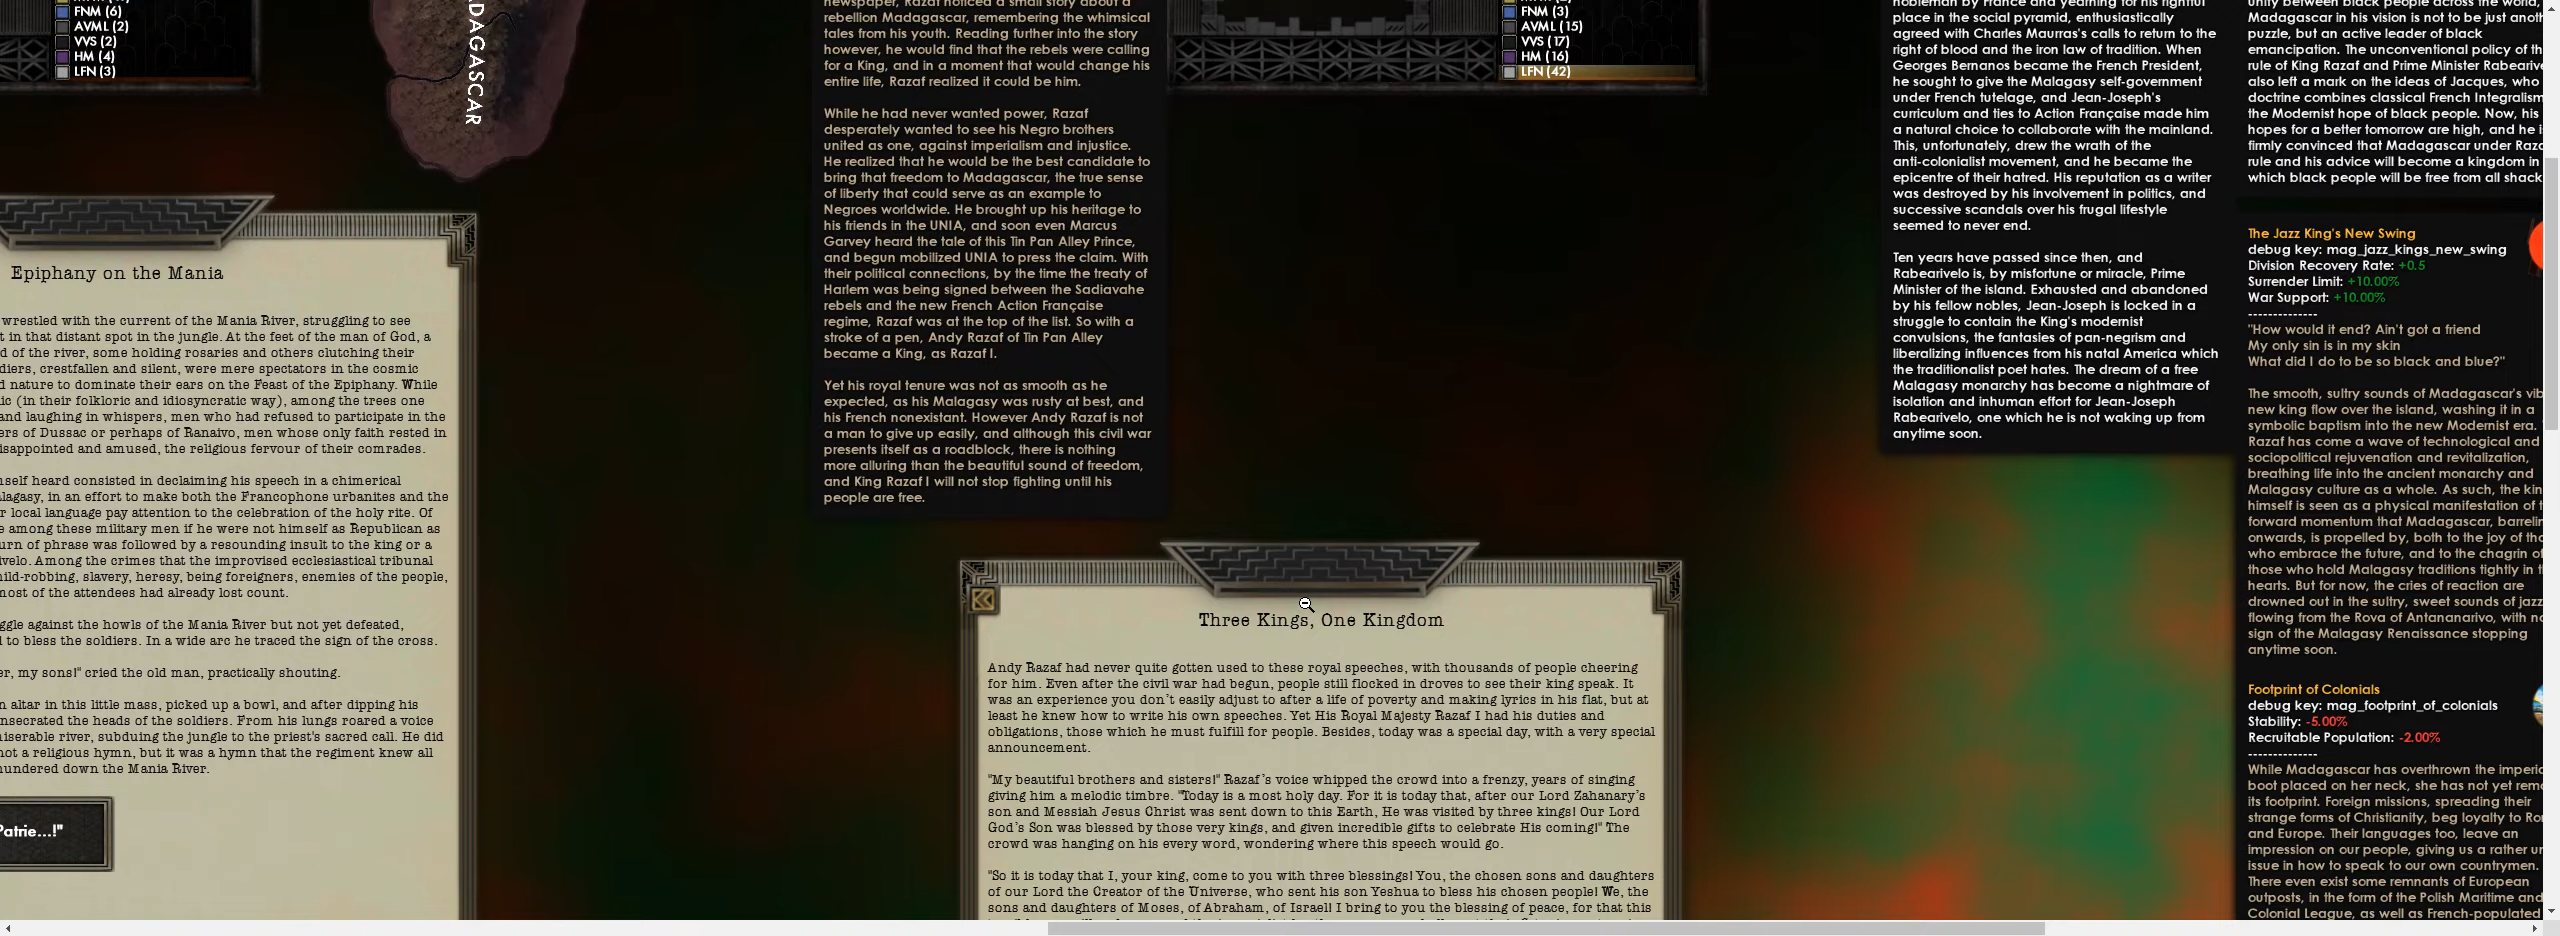 FNM (6)
AVML (2)
VVS (2)
HM (4)
LFN (3)
MADAGASCAR
Epiphany on the Mania
wrestled with the current of the Mania River, struggling to see
t in that distant spot in the jungle. At the feet of the man of God, a
d of the river, some holding rosaries and others clutching their
diers, crestfallen and silent, were mere spectators in the cosmic
d nature to dominate their ears on the Feast of the Epiphany. While
ic (in their folkloric and idiosyncratic way), among the trees one
and laughing in whispers, men who had refused to participate in the
ers of Dussac or perhaps of Ranaivo, men whose only faith rested in
isappointed and amused, the religious fervour of their comrades.
nself heard consisted in declaiming his speech in a chimerical
alagasy, in an effort to make both the Francophone urbanites and the
r local language pay attention to the celebration of the holy rite. Of
e among these military men if he were not himself as Republican as
urn of phrase was followed by a resounding insult to the king or a
ivelo. Among the crimes that the improvised ecclesiastical tribunal
hild-robbing, slavery, heresy, being foreigners, enemies of the people,
most of the attendees had already lost count.
ggle against the howls of the Mania River but not yet defeated,
l to bless the soldiers. In a wide arc he traced the sign of the cross.
er, my sons!" cried the old man, practically shouting.
n altar in this little mass, picked up a bowl, and after dipping his
nsecrated the heads of the soldiers. From his lungs roared a voice
niserable river, subduing the jungle to the priest's sacred call. He did
not a religious hymn, but it was a hymn that the regiment knew all
hundered down the Mania River.
Patrie...!"
newspaper, Razaf noticed a small story about a
rebellion Madagascar, remembering the whimsical
tales from his youth. Reading further into the story
however, he would find that the rebels were calling
for a King, and in a moment that would change his
entire life, Razaf realized it could be him.
While he had never wanted power, Razaf
desperately wanted to see his Negro brothers
united as one, against imperialism and injustice.
He realized that he would be the best candidate to
bring that freedom to Madagascar, the true sense
of liberty that could serve as an example to
Negroes worldwide. He brought up his heritage to
his friends in the UNIA, and soon even Marcus
Garvey heard the tale of this Tin Pan Alley Prince,
and begun mobilized UNIA to press the claim. With
their political connections, by the time the treaty of
Harlem was being signed between the Sadiavahe
rebels and the new French Action Française
regime, Razaf was at the top of the list. So with a
stroke of a pen, Andy Razaf of Tin Pan Alley
became a King, as Razaf I.
Yet his royal tenure was not as smooth as he
expected, as his Malagasy was rusty at best, and
his French nonexistant. However Andy Razaf is not
a man to give up easily, and although this civil war
presents itself as a roadblock, there is nothing
more alluring than the beautiful sound of freedom,
and King Razaf I will not stop fighting until his
people are free.
FNM (3)
AVML (15)
VVS (17)
HM (16)
LFN (42)
Three Kings, One Kingdom
Andy Razaf had never quite gotten used to these royal speeches, with thousands of people cheering
for him. Even after the civil war had begun, people still flocked in droves to see their king speak. It
was an experience you don't easily adjust to after a life of poverty and making lyrics in his flat, but at
least he knew how to write his own speeches. Yet His Royal Majesty Razaf I had his duties and
obligations, those which he must fulfill for people. Besides, today was a special day, with a very special
announcement.
"My beautiful brothers and sisters!" Razaf's voice whipped the crowd into a frenzy, years of singing
giving him a melodic timbre. "Today is a most holy day. For it is today that, after our Lord Zahanary's
son and Messiah Jesus Christ was sent down to this Earth, He was visited by three kings! Our Lord
God's Son was blessed by those very kings, and given incredible gifts to celebrate His coming!" The
crowd was hanging on his every word, wondering where this speech would go.
"So it is today that I, your king, come to you with three blessings! You, the chosen sons and daughters
of our Lord the Creator of the Universe, who sent his son Yeshua to bless his chosen people! We, the
sons and daughters of Moses, of Abraham, of Israel! I bring to you the blessing of peace, for that this
nobleman by France and yearning for his rightful
place in the social pyramid, enthusiastically
agreed with Charles Maurras's calls to return to the
right of blood and the iron law of tradition. When
Georges Bernanos became the French President,
he sought to give the Malagasy self-government
under French tutelage, and Jean-Joseph's
curriculum and ties to Action Française made him
a natural choice to collaborate with the mainland.
This, unfortunately, drew the wrath of the
anti-colonialist movement, and he became the
epicentre of their hatred. His reputation as a writer
was destroyed by his involvement in politics, and
successive scandals over his frugal lifestyle
seemed to never end.
Ten years have passed since then, and
Rabearivelo is, by misfortune or miracle, Prime
Minister of the island. Exhausted and abandoned
by his fellow nobles, Jean-Joseph is locked in a
struggle to contain the King's modernist
convulsions, the fantasies of pan-negrism and
liberalizing influences from his natal America which
the traditionalist poet hates. The dream of a free
Malagasy monarchy has become a nightmare of
isolation and inhuman effort for Jean-Joseph
Rabearivelo, one which he is not waking up from
anytime soon.
unity between black people across the world,
Madagascar in his vision is not to be just anoth
puzzle, but an active leader of black
emancipation. The unconventional policy of th
rule of King Razaf and Prime Minister Rabearive
also left a mark on the ideas of Jacques, who
doctrine combines classical French Integralism
the Modernist hope of black people. Now, his
hopes for a better tomorrow are high, and he i
firmly convinced that Madagascar under Raza
rule and his advice will become a kingdom in
which black people will be free from all shack
The Jazz King's New Swing
debug key: mag_jazz_kings_new_swing
Division Recovery Rate: +0.5
Surrender Limit: +10.00%
War Support: +10.00%
--------------
"How would it end? Ain't got a friend
My only sin is in my skin
What did I do to be so black and blue?"
The smooth, sultry sounds of Madagascar's vib
new king flow over the island, washing it in a
symbolic baptism into the new Modernist era.
Razaf has come a wave of technological and
sociopolitical rejuvenation and revitalization,
breathing life into the ancient monarchy and
Malagasy culture as a whole. As such, the kin
himself is seen as a physical manifestation of t
forward momentum that Madagascar, barrelin
onwards, is propelled by, both to the joy of tho
who embrace the future, and to the chagrin of
those who hold Malagasy traditions tightly in t
hearts. But for now, the cries of reaction are
drowned out in the sultry, sweet sounds of jazz
flowing from the Rova of Antananarivo, with no
sign of the Malagasy Renaissance stopping
anytime soon.
Footprint of Colonials
debug key: mag_footprint_of_colonials
Stability: -5.00%
Recruitable Population: -2.00%
--------------
While Madagascar has overthrown the imperic
boot placed on her neck, she has not yet remo
its footprint. Foreign missions, spreading their
strange forms of Christianity, beg loyalty to Ro
and Europe. Their languages too, leave an
impression on our people, giving us a rather un
issue in how to speak to our own countrymen.
There even exist some remnants of European
outposts, in the form of the Polish Maritime and
Colonial League, as well as French-populated